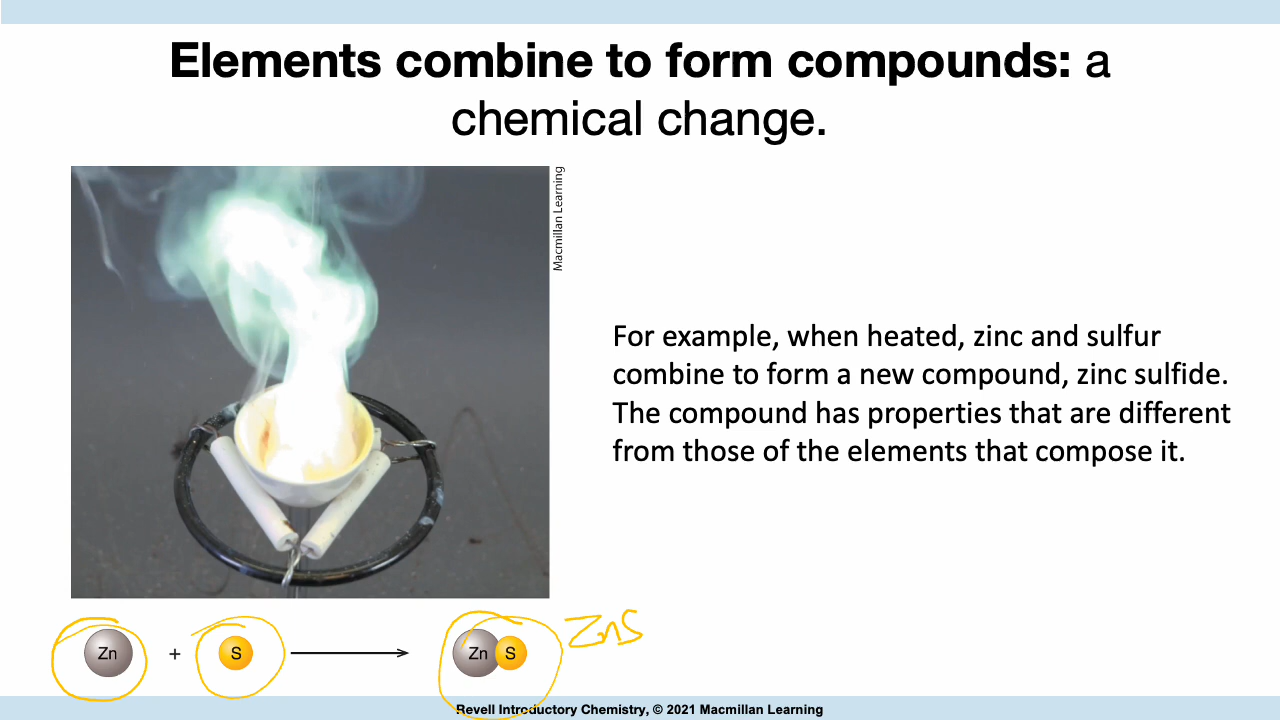 Elements combine to form compounds: a
chemical change.
Macmillan Learning
For example, when heated, zinc and sulfur
combine to form a new compound, zinc sulfide.
The compound has properties that are different
from those of the elements that compose it.
Zn + S Zn S ZnS
Revell Introductory Chemistry, © 2021 Macmillan Learning